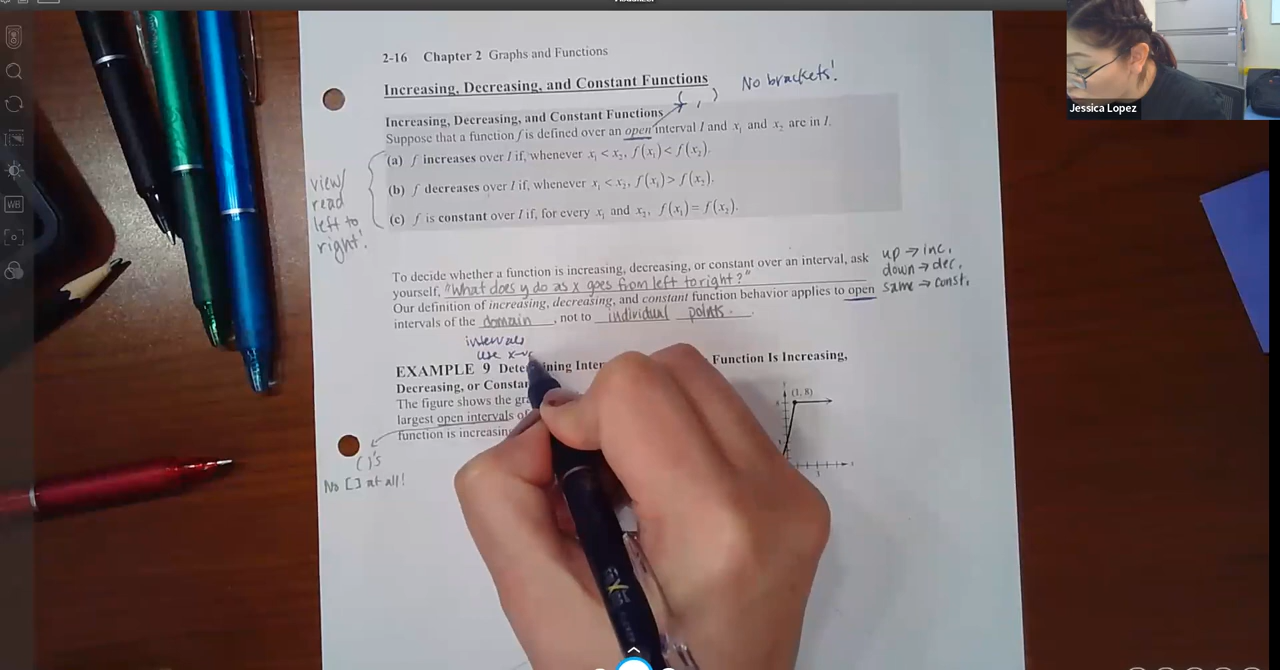 2-16 Chapter 2 Graphs and Functions
Increasing, Decreasing, and Constant Functions
No brackets!
( , )
Increasing, Decreasing, and Constant Functions
Suppose that a function f is defined over an open interval I and x₁ and x₂ are in I.
(a) f increases over I if, whenever x₁ < x₂, f(x₁) < f(x₂).
(b) f decreases over I if, whenever x₁ < x₂, f(x₁) > f(x₂).
(c) f is constant over I if, for every x₁ and x₂, f(x₁) = f(x₂).
view/
read
left to
right!
To decide whether a function is increasing, decreasing, or constant over an interval, ask
yourself, "What does y do as x goes from left to right?"
Our definition of increasing, decreasing, and constant function behavior applies to open
intervals of the domain, not to individual points.
up → inc.
down → dec.
same → const.
intervals
use x-
EXAMPLE 9 Determining Function Is Increasing,
Decreasing, or
The figure shows the
largest open intervals of
function is
( )'s
No [ ] at all!
(1, 8)
Jessica Lopez
WB